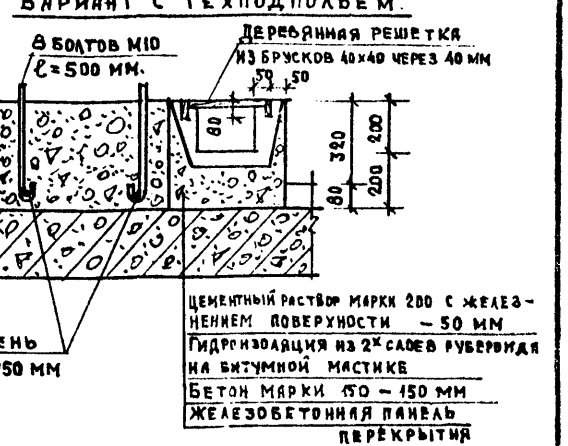 ВАРИАНТ С ТЕХПОДПОЛЬЕМ.
8 БОЛТОВ М10
ℓ=500 ММ.
ДЕРЕВЯННАЯ РЕШЕТКА
ИЗ БРУСКОВ 40х40 ЧЕРЕЗ 40 ММ
50 50
80
320
200
80
200
ЦЕМЕНТНЫЙ РАСТВОР МАРКИ 200 С ЖЕЛЕЗ-
НЕНИЕМ ПОВЕРХНОСТИ – 50 ММ
ГИДРОИЗОЛЯЦИЯ ИЗ 2Х СЛОЕВ РУБЕРОИДА
НА БИТУМНОЙ МАСТИКЕ
БЕТОН МАРКИ 150 – 150 ММ
ЖЕЛЕЗОБЕТОННАЯ ПАНЕЛЬ
ПЕРЕКРЫТИЯ
ЕНЬ
50 ММ